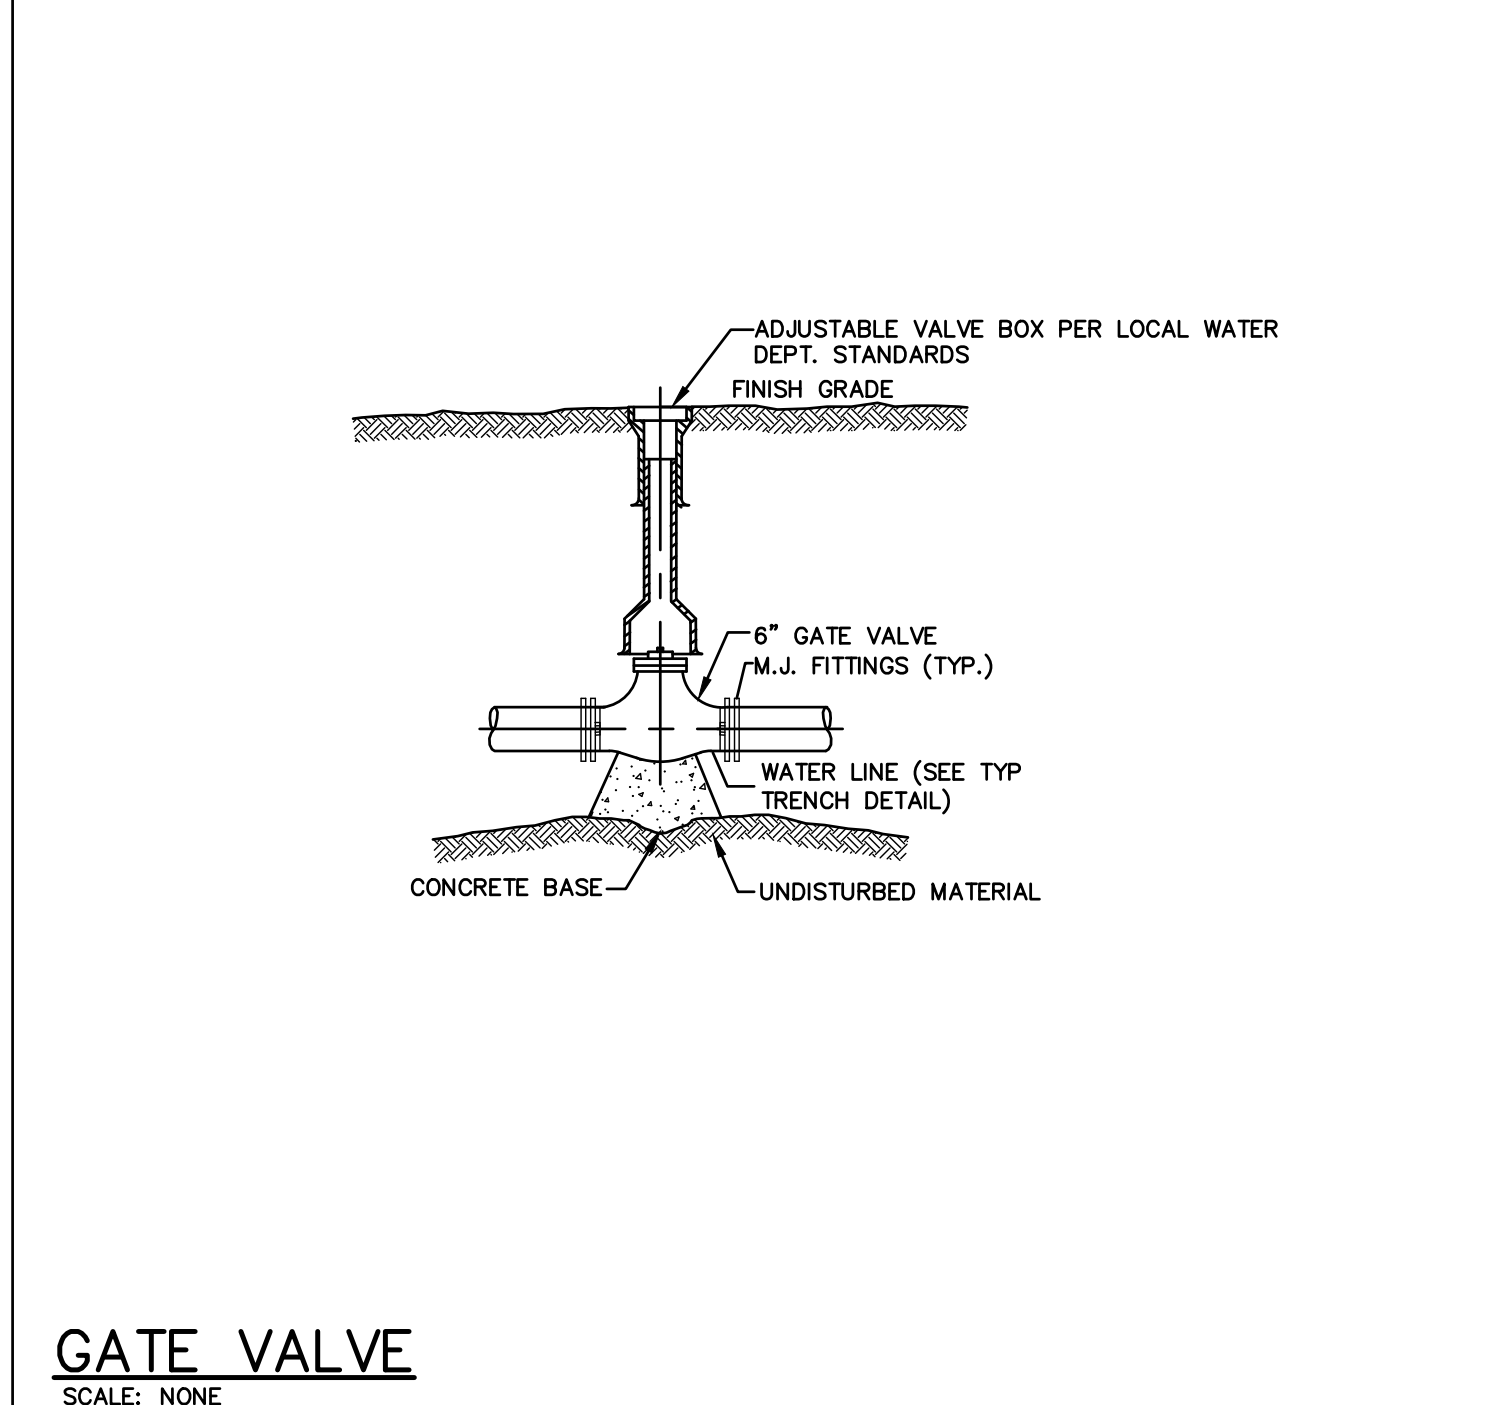 ADJUSTABLE VALVE BOX PER LOCAL WATER
DEPT. STANDARDS
FINISH GRADE
6" GATE VALVE
M.J. FITTINGS (TYP.)
WATER LINE (SEE TYP
TRENCH DETAIL)
CONCRETE BASE
UNDISTURBED MATERIAL
GATE VALVE
SCALE: NONE